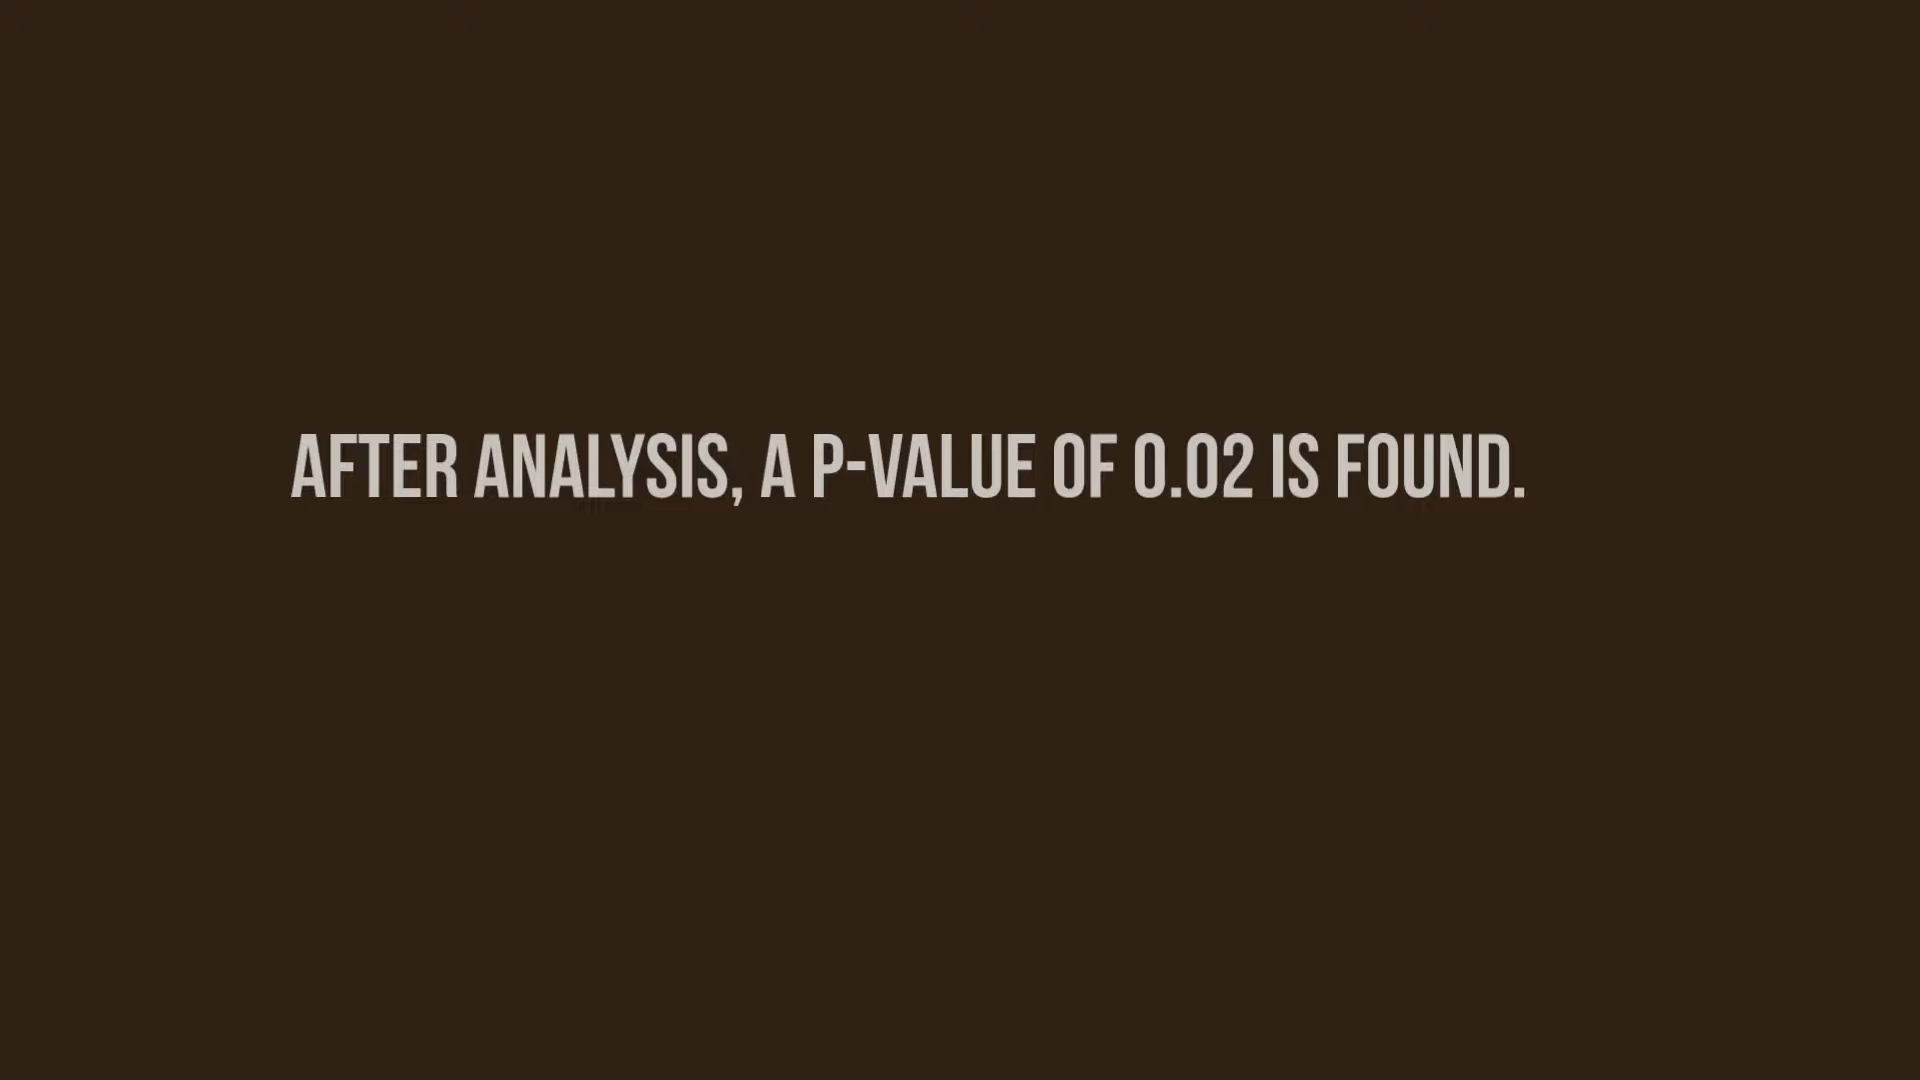 AFTER ANALYSIS, A P-VALUE OF 0.02 IS FOUND.